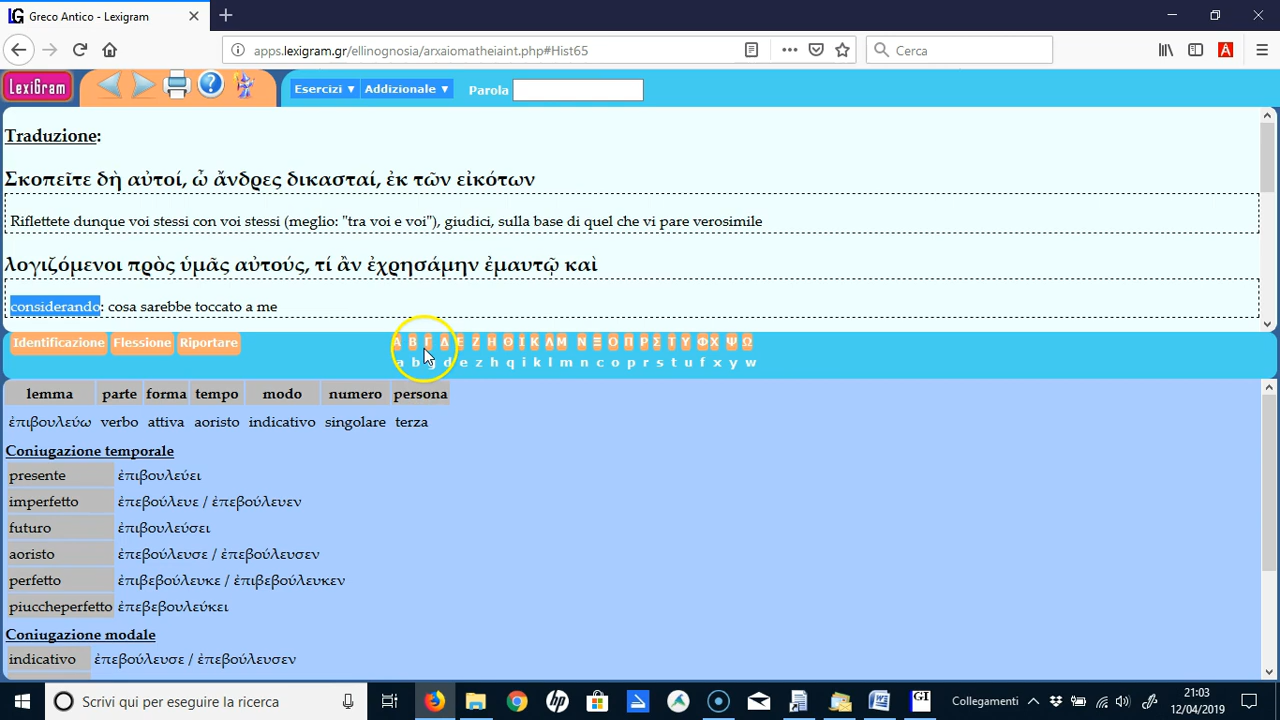 Greco Antico - Lexigram
apps.lexigram.gr/ellinognosia/arxaiomatheiaint.php#Hist65
Cerca
LEXIGRAM
Esercizi ▼ Addizionale ▼ Parola
Traduzione:
Σκοπεῖτε δὴ αὐτοί, ὦ ἄνδρες δικασταί, ἐκ τῶν εἰκότων
Riflettete dunque voi stessi con voi stessi (meglio: "tra voi e voi"), giudici, sulla base di quel che vi pare verosimile
λογιζόμενοι πρὸς ὑμᾶς αὐτούς, τί ἂν ἐχρησάμην ἐμαυτῷ καὶ
considerando: cosa sarebbe toccato a me
Identificazione Flessione Riportare Α Β Γ Δ Ε Ζ Η Θ Ι Κ Λ Μ Ν Ξ Ο Π Ρ Σ Τ Υ Φ Χ Ψ Ω
a b g d e z h q i k l m n c o p r s t u f x y w
lemma parte forma tempo modo numero persona
ἐπιβουλεύω verbo attiva aoristo indicativo singolare terza
Coniugazione temporale
presente ἐπιβουλεύει
imperfetto ἐπεβούλευε / ἐπεβούλευεν
futuro ἐπιβουλεύσει
aoristo ἐπεβούλευσε / ἐπεβούλευσεν
perfetto ἐπιβεβούλευκε / ἐπιβεβούλευκεν
piuccheperfetto ἐπεβεβουλεύκει
Coniugazione modale
indicativo ἐπεβούλευσε / ἐπεβούλευσεν
Scrivi qui per eseguire la ricerca
GI
Collegamenti
21:03
12/04/2019